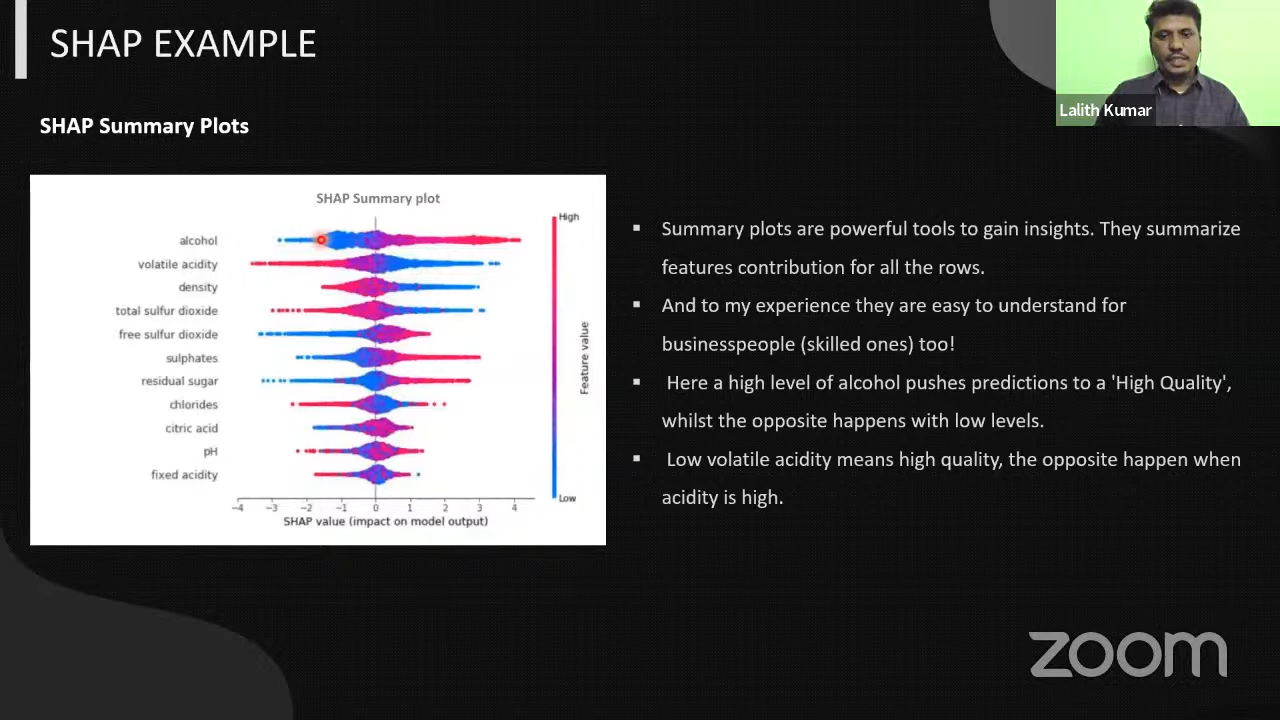 SHAP EXAMPLE
Lalith Kumar
SHAP Summary Plots
SHAP Summary plot
High
alcohol
volatile acidity
density
total sulfur dioxide
free sulfur dioxide
sulphates
residual sugar
chlorides
citric acid
pH
fixed acidity
Feature value
Low
−4 −3 −2 −1 0 1 2 3 4
SHAP value (impact on model output)
▪ Summary plots are powerful tools to gain insights. They summarize
features contribution for all the rows.
▪ And to my experience they are easy to understand for
businesspeople (skilled ones) too!
▪ Here a high level of alcohol pushes predictions to a 'High Quality',
whilst the opposite happens with low levels.
▪ Low volatile acidity means high quality, the opposite happen when
acidity is high.
zoom